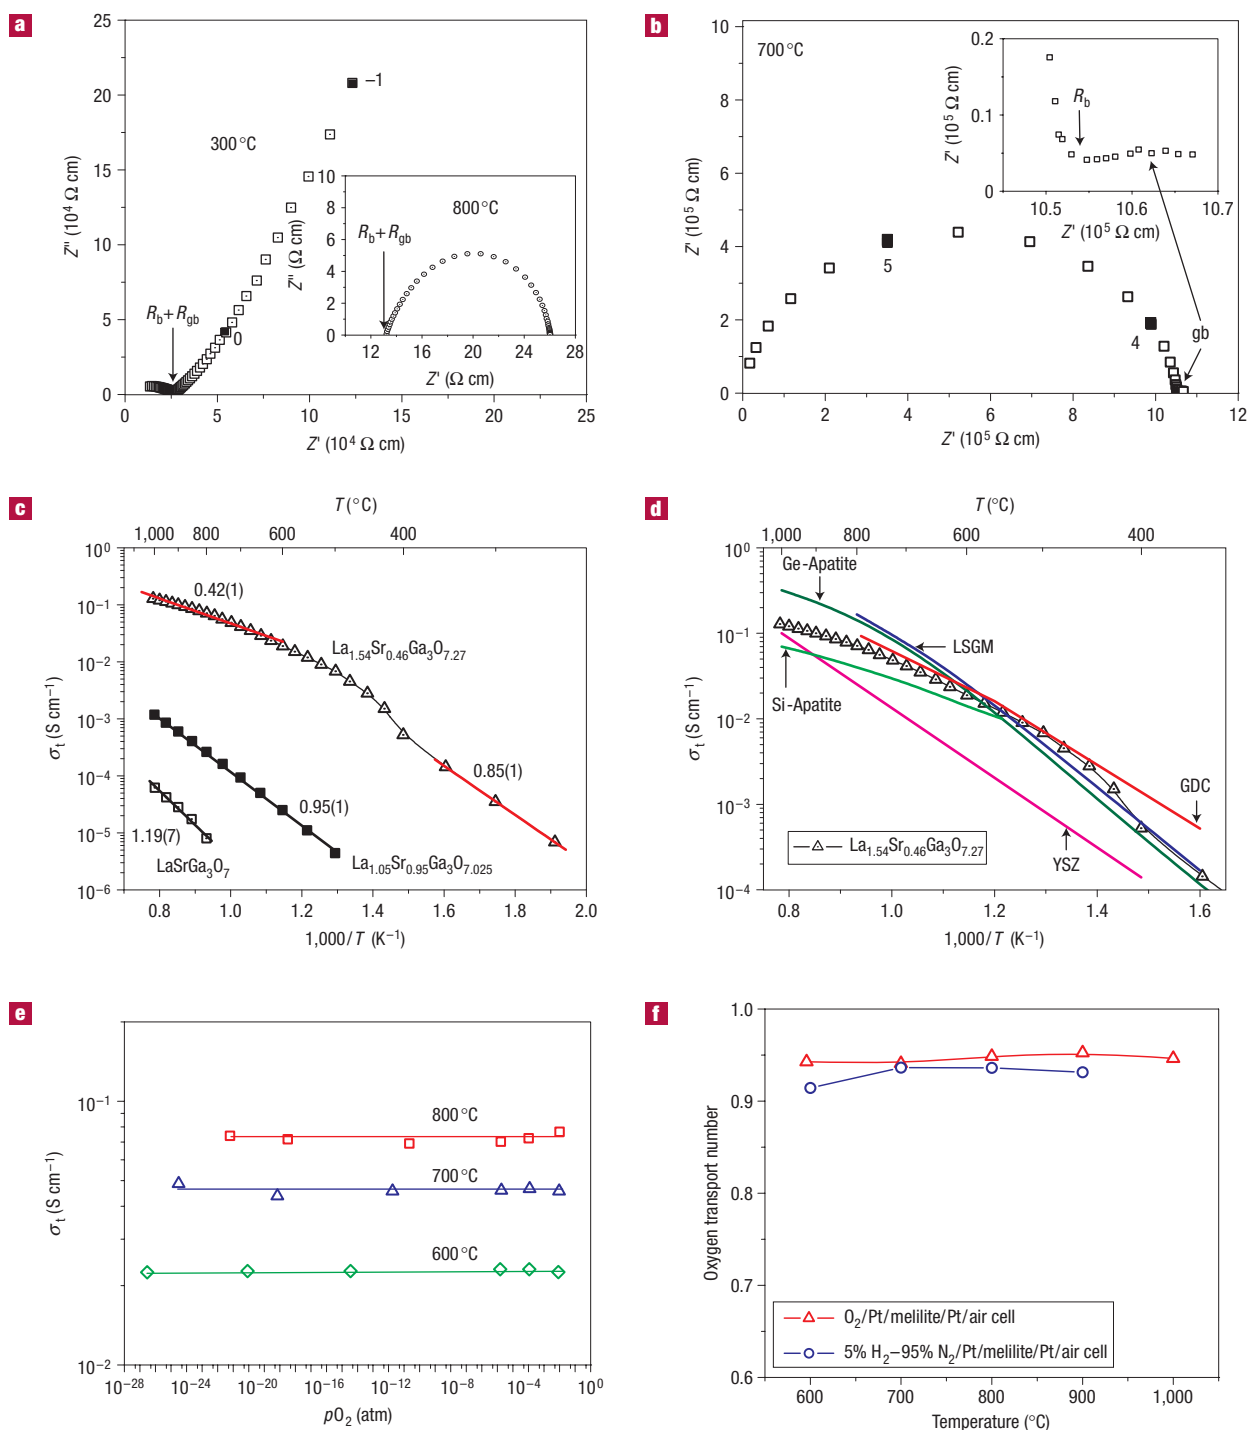 a
25
20
15
10
5
0
0
5
10
15
20
25
Z" (10⁴ Ω cm)
Z' (10⁴ Ω cm)
300 °C
–1
0
Rb + Rgb
10
8
6
4
2
0
12
16
20
24
28
Z" (Ω cm)
Z' (Ω cm)
800 °C
Rb + Rgb
b
10
8
6
4
2
0
0
2
4
6
8
10
12
Z' (10⁵ Ω cm)
Z' (10⁵ Ω cm)
700 °C
5
4
gb
0.2
0.1
0
10.5
10.6
10.7
Z' (10⁵ Ω cm)
Z' (10⁵ Ω cm)
Rb
c
T (°C)
1,000 800 600 400
10⁰
10⁻¹
10⁻²
10⁻³
10⁻⁴
10⁻⁵
10⁻⁶
σt (S cm⁻¹)
0.42(1)
La1.54Sr0.46Ga3O7.27
0.85(1)
0.95(1)
1.19(7)
LaSrGa3O7
La1.05Sr0.95Ga3O7.025
0.8 1.0 1.2 1.4 1.6 1.8 2.0
1,000/T (K⁻¹)
d
T (°C)
1,000 800 600 400
10⁰
10⁻¹
10⁻²
10⁻³
10⁻⁴
σt (S cm⁻¹)
Ge-Apatite
LSGM
Si-Apatite
GDC
YSZ
La1.54Sr0.46Ga3O7.27
0.8 1.0 1.2 1.4 1.6
1,000/T (K⁻¹)
e
10⁻¹
10⁻²
σt (S cm⁻¹)
800 °C
700 °C
600 °C
10⁻²⁸ 10⁻²⁴ 10⁻²⁰ 10⁻¹⁶ 10⁻¹² 10⁻⁸ 10⁻⁴ 10⁰
pO2 (atm)
f
1.0
0.9
0.8
0.7
0.6
Oxygen transport number
O2/Pt/melilite/Pt/air cell
5% H2–95% N2/Pt/melilite/Pt/air cell
600 700 800 900 1,000
Temperature (°C)